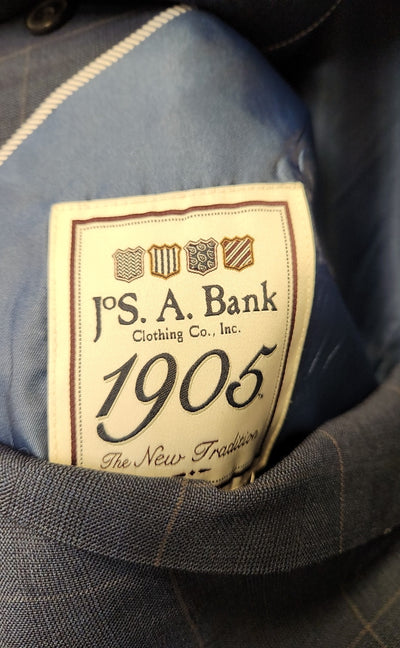 JoS. A. Bank
Clothing Co., Inc.
1905
The New Tradition